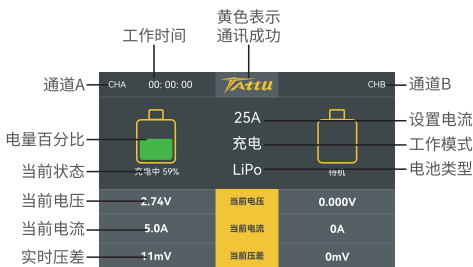 黄色表示
通讯成功
工作时间
通道A
CHA
00: 00: 00
TATTU
CHB
通道B
25A
设置电流
电量百分比
充电
工作模式
LiPo
电池类型
当前状态
充电中 59%
待机
当前电压
2.74V
当前电压
0.000V
当前电流
5.0A
当前电流
0A
实时压差
11mV
当前压差
0mV